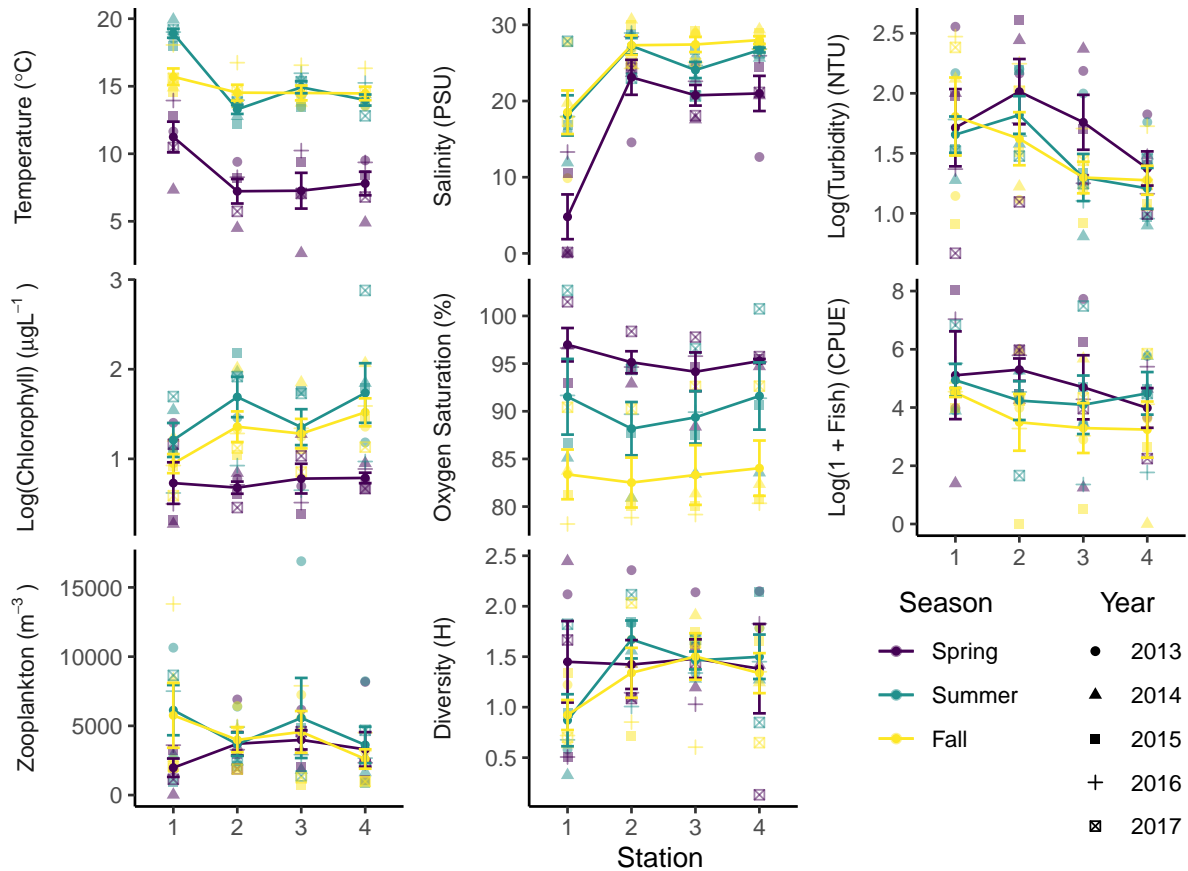 Temperature (°C)
20
15
10
5
Salinity (PSU)
30
20
10
0
Log(Turbidity) (NTU)
2.5
2.0
1.5
1.0
Log(Chlorophyll) (μgL⁻¹ )
3
2
1
Oxygen Saturation (%)
100
95
90
85
80
Log(1 + Fish) (CPUE)
8
6
4
2
0
1 2 3 4
Zooplankton (m⁻³ )
15000
10000
5000
0
1 2 3 4
Diversity (H)
2.5
2.0
1.5
1.0
0.5
1 2 3 4
Station
Season
Spring
Summer
Fall
Year
2013
2014
2015
2016
2017